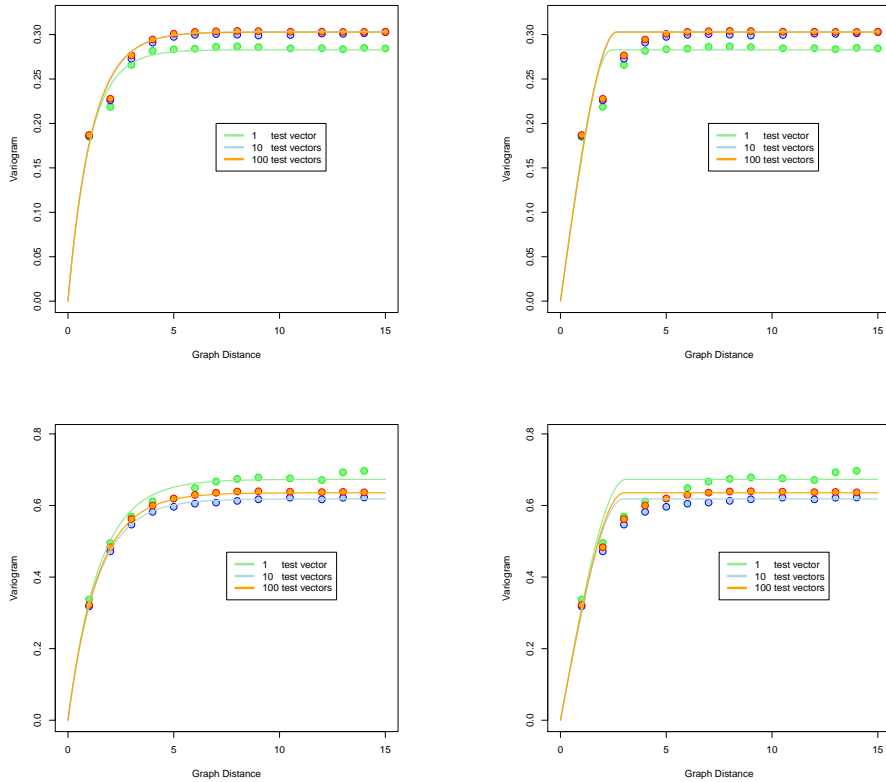 0.00
0.05
0.10
0.15
0.20
0.25
0.30
Variogram
1 test vector
10 test vectors
100 test vectors
0 5 10 15
Graph Distance
0.00
0.05
0.10
0.15
0.20
0.25
0.30
Variogram
1 test vector
10 test vectors
100 test vectors
0 5 10 15
Graph Distance
0.0
0.2
0.4
0.6
0.8
Variogram
1 test vector
10 test vectors
100 test vectors
0 5 10 15
Graph Distance
0.0
0.2
0.4
0.6
0.8
Variogram
1 test vector
10 test vectors
100 test vectors
0 5 10 15
Graph Distance